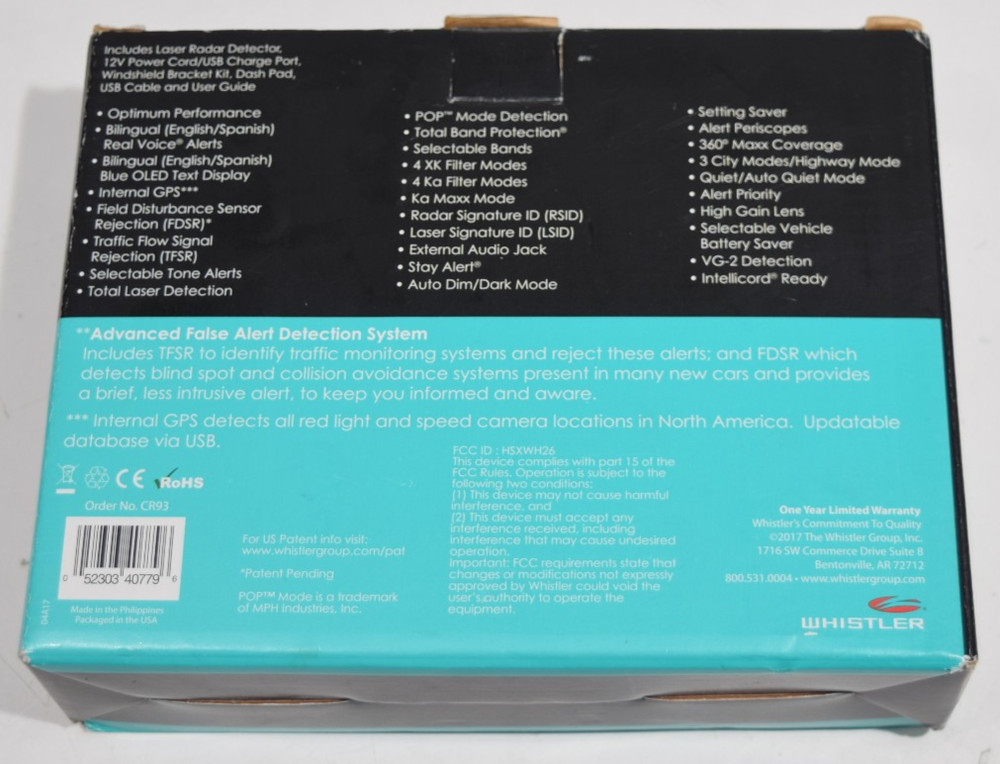 Includes Laser Radar Detector,
12V Power Cord/USB Charge Port,
Windshield Bracket Kit, Dash Pad,
USB Cable and User Guide
• Optimum Performance
• Bilingual (English/Spanish)
Real Voice® Alerts
• Bilingual (English/Spanish)
Blue OLED Text Display
• Internal GPS***
• Field Disturbance Sensor
Rejection (FDSR)*
• Traffic Flow Signal
Rejection (TFSR)
• Selectable Tone Alerts
• Total Laser Detection
• POP™ Mode Detection
• Total Band Protection®
• Selectable Bands
• 4 XK Filter Modes
• 4 Ka Filter Modes
• Ka Maxx Mode
• Radar Signature ID (RSID)
• Laser Signature ID (LSID)
• External Audio Jack
• Stay Alert®
• Auto Dim/Dark Mode
• Setting Saver
• Alert Periscopes
• 360° Maxx Coverage
• 3 City Modes/Highway Mode
• Quiet/Auto Quiet Mode
• Alert Priority
• High Gain Lens
• Selectable Vehicle
Battery Saver
• VG-2 Detection
• Intellicord® Ready
**Advanced False Alert Detection System
Includes TFSR to identify traffic monitoring systems and reject these alerts; and FDSR which
detects blind spot and collision avoidance systems present in many new cars and provides
a brief, less intrusive alert, to keep you informed and aware.
*** Internal GPS detects all red light and speed camera locations in North America. Updatable
database via USB.
CE RoHS
Order No. CR93
0 52303 40779 6
04A17
Made in the Philippines
Packaged in the USA
For US Patent info visit:
www.whistlergroup.com/pat
*Patent Pending
POP™ Mode is a trademark
of MPH Industries, Inc.
FCC ID : HSXWH26
This device complies with part 15 of the
FCC Rules. Operation is subject to the
following two conditions:
(1) This device may not cause harmful
interference, and
(2) This device must accept any
interference received, including
interference that may cause undesired
operation.
Important: FCC requirements state that
changes or modifications not expressly
approved by Whistler could void the
user's authority to operate the
equipment.
One Year Limited Warranty
Whistler's Commitment To Quality
©2017 The Whistler Group, Inc.
1716 SW Commerce Drive Suite 8
Bentonville, AR 72712
800.531.0004 • www.whistlergroup.com
WHISTLER